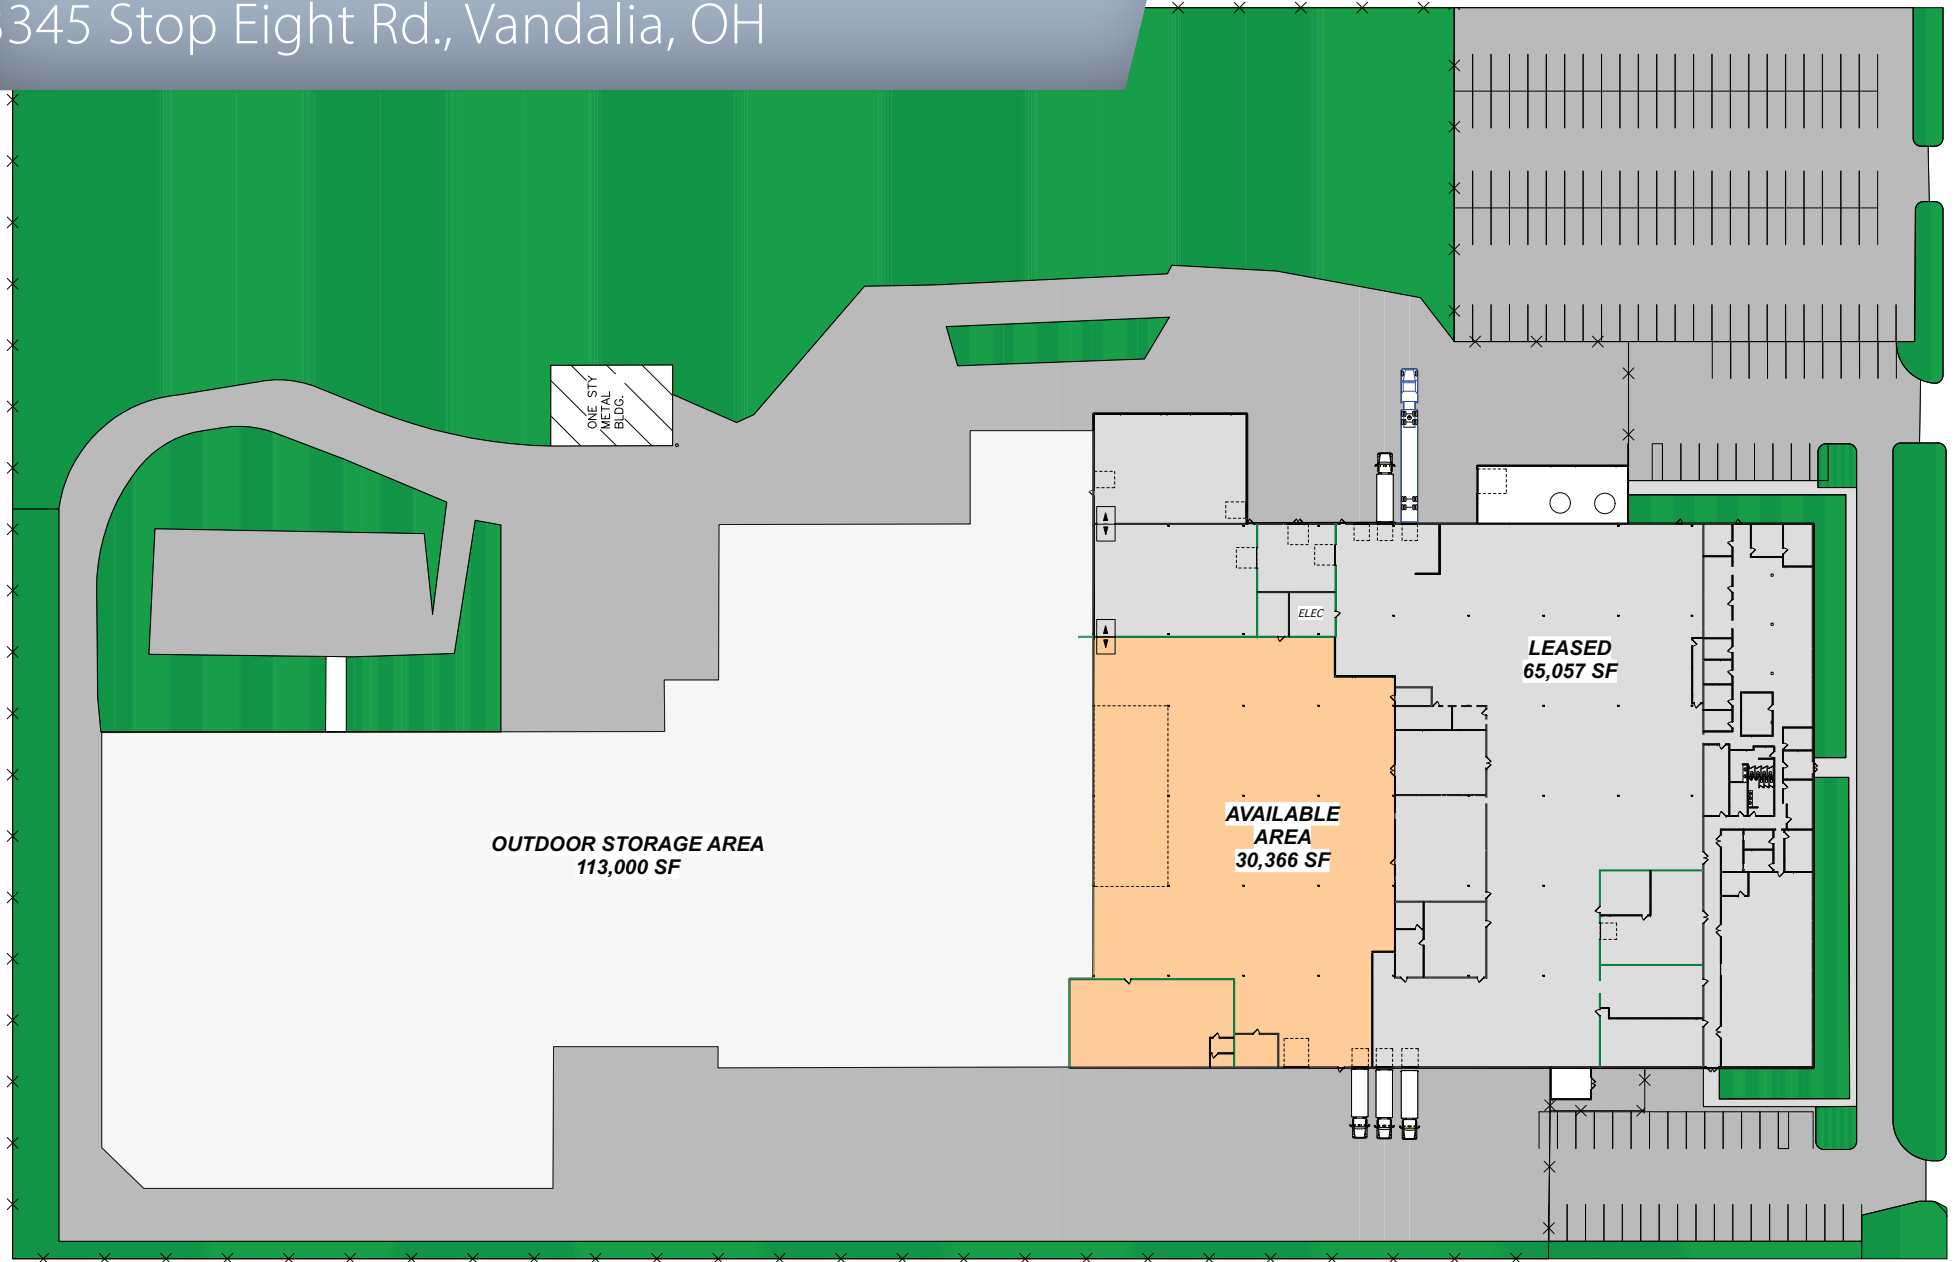 345 Stop Eight Rd., Vandalia, OH
ONE STY
METAL
BLDG.
ELEC
LEASED
65,057 SF
AVAILABLE
AREA
30,366 SF
OUTDOOR STORAGE AREA
113,000 SF